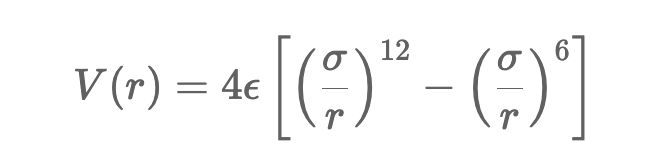 V(r) = 4ϵ [ (σ/r)^12 − (σ/r)^6 ]